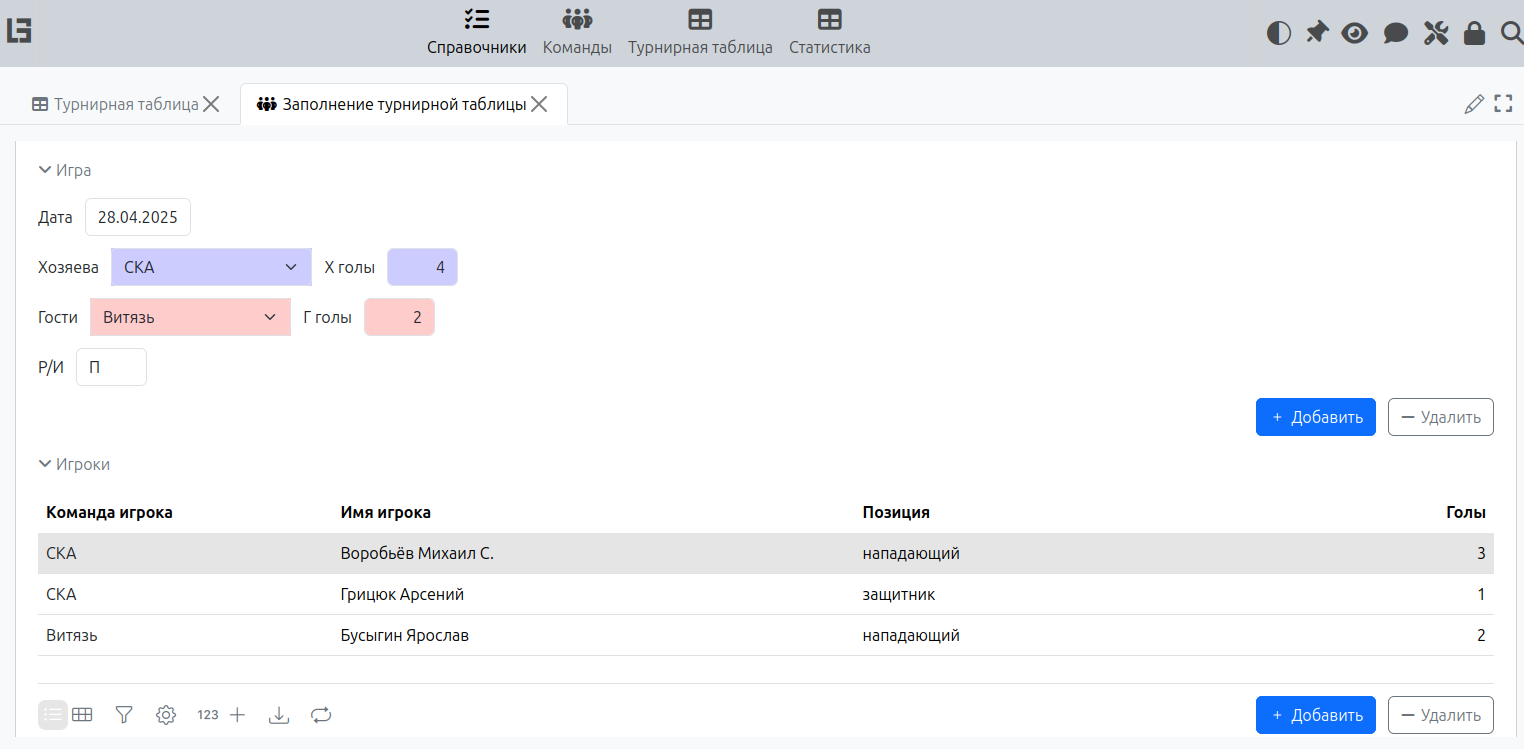 Справочники Команды Турнирная таблица Статистика
Турнирная таблица Заполнение турнирной таблицы
Игра
Дата 28.04.2025
Хозяева СКА Х голы 4
Гости Витязь Г голы 2
Р/И П
+ Добавить — Удалить
Игроки
Команда игрока Имя игрока Позиция Голы
СКА Воробьёв Михаил С. нападающий 3
СКА Грицюк Арсений защитник 1
Витязь Бусыгин Ярослав нападающий 2
123 + Добавить — Удалить